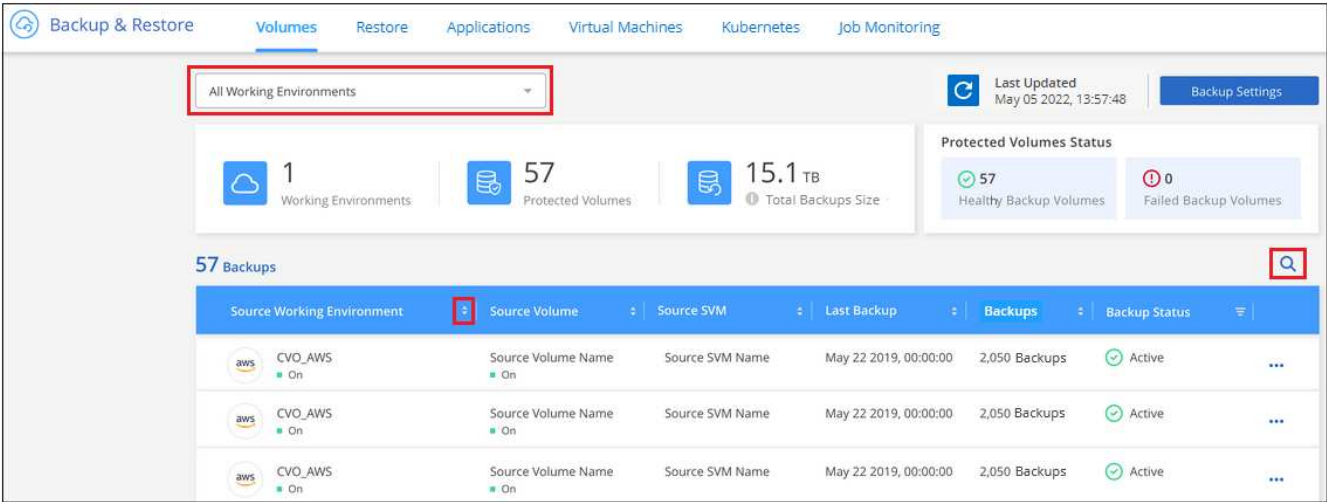 Backup & Restore
Volumes Restore Applications Virtual Machines Kubernetes Job Monitoring
All Working Environments
Last Updated
May 05 2022, 13:57:48
Backup Settings
1
Working Environments
57
Protected Volumes
15.1 TB
Total Backups Size
Protected Volumes Status
57
Healthy Backup Volumes
0
Failed Backup Volumes
57 Backups
Source Working Environment Source Volume Source SVM Last Backup Backups Backup Status
aws CVO_AWS Source Volume Name Source SVM Name May 22 2019, 00:00:00 2,050 Backups Active
On On
aws CVO_AWS Source Volume Name Source SVM Name May 22 2019, 00:00:00 2,050 Backups Active
On On
aws CVO_AWS Source Volume Name Source SVM Name May 22 2019, 00:00:00 2,050 Backups Active
On On